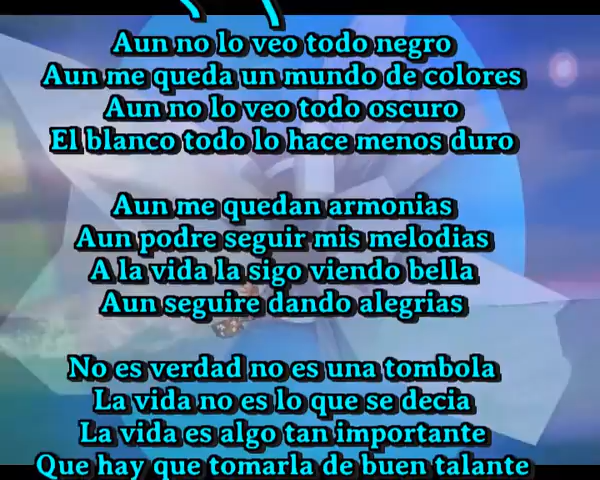 Aun no lo veo todo negro
Aun me queda un mundo de colores
Aun no lo veo todo oscuro
El blanco todo lo hace menos duro
Aun me quedan armonias
Aun podre seguir mis melodias
A la vida la sigo viendo bella
Aun seguire dando alegrias
No es verdad no es una tombola
La vida no es lo que se decia
La vida es algo tan importante
Que hay que tomarla de buen talante